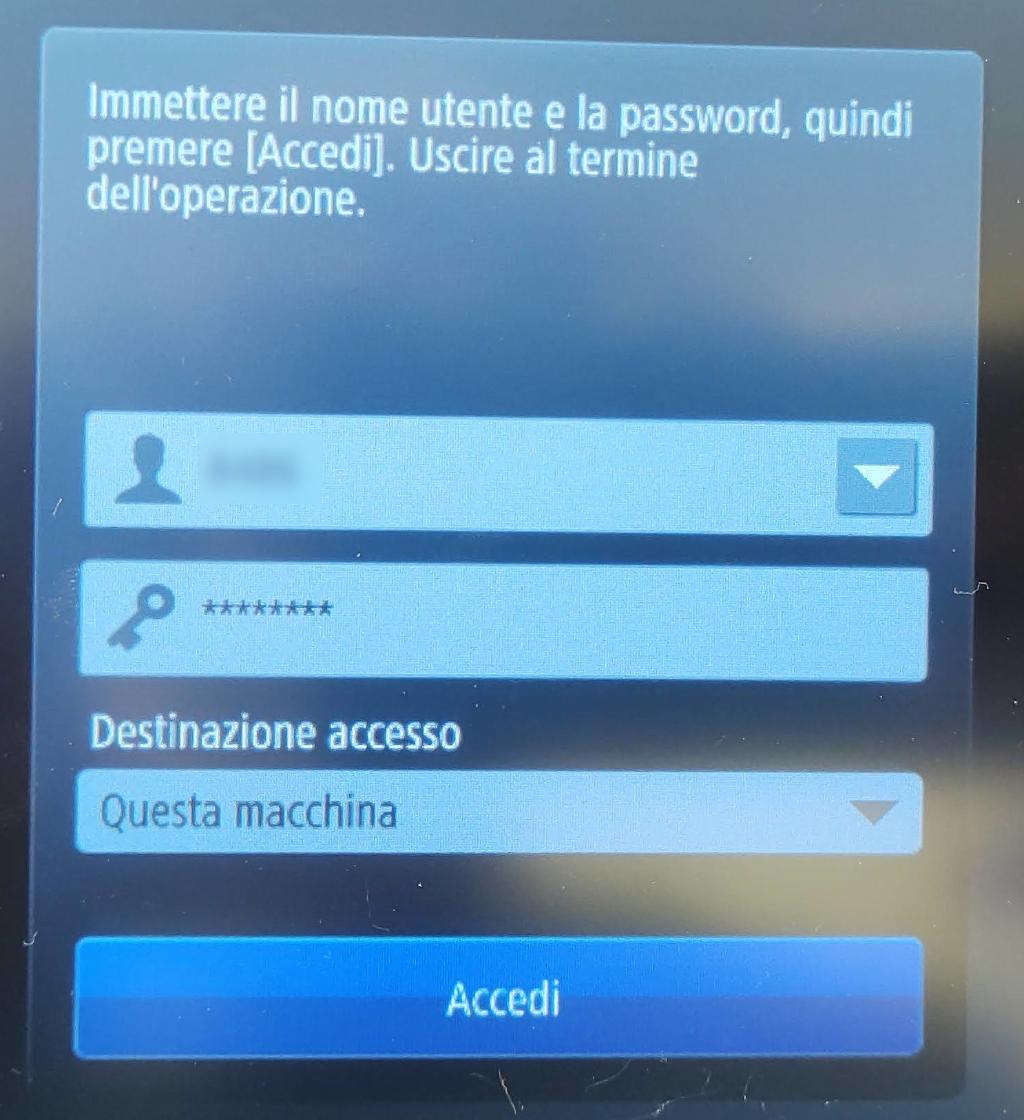 Immettere il nome utente e la password, quindi
premere [Accedi]. Uscire al termine
dell'operazione.
********
Destinazione accesso
Questa macchina
Accedi